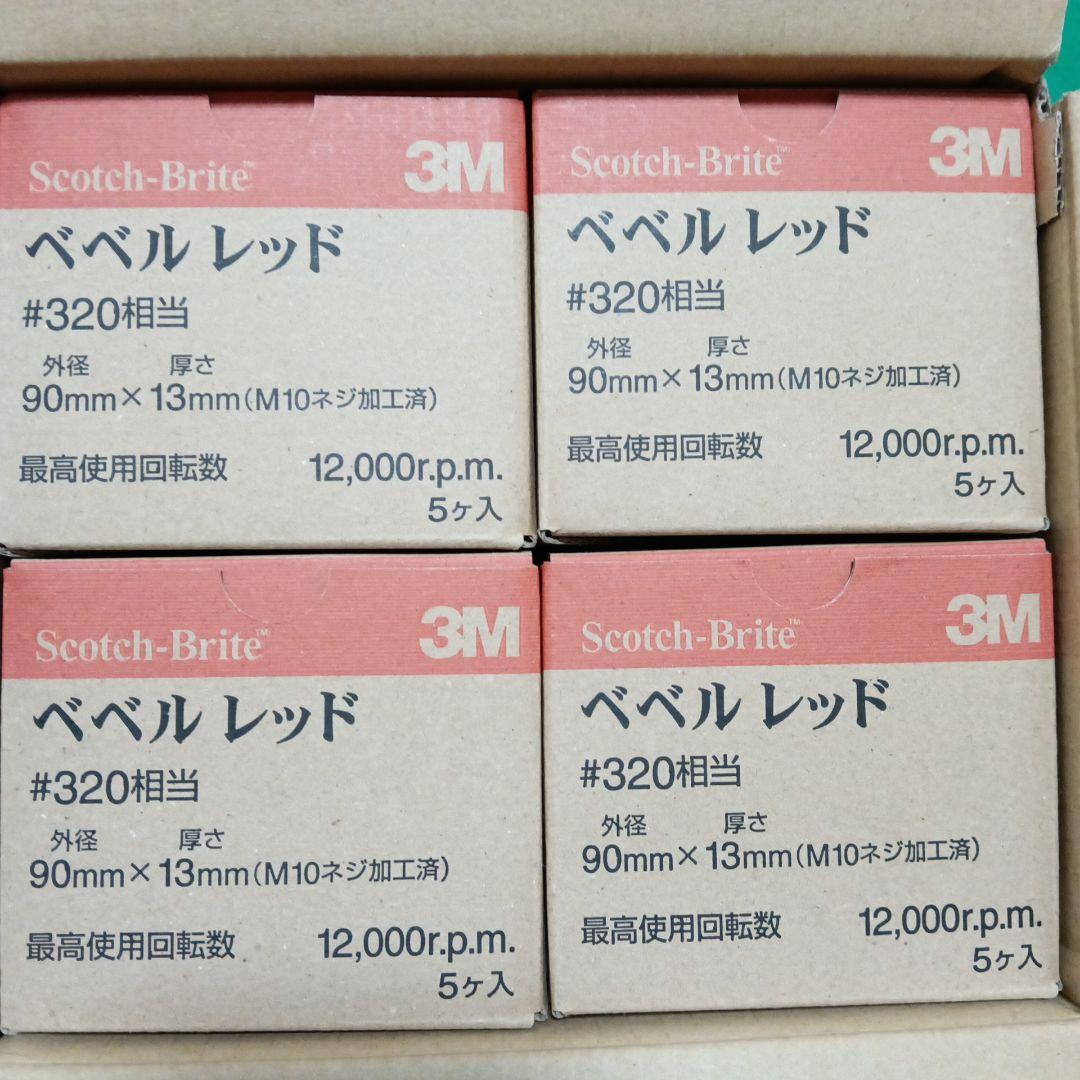 Scotch-Brite™ 3M
ベベル レッド
#320相当
外径 厚さ
90mm×13mm(M10ネジ加工済)
最高使用回転数 12,000r.p.m.
5ヶ入
Scotch-Brite™ 3M
ベベル レッド
#320相当
外径 厚さ
90mm×13mm(M10ネジ加工済)
最高使用回転数 12,000r.p.m.
5ヶ入
Scotch-Brite™ 3M
ベベル レッド
#320相当
外径 厚さ
90mm×13mm(M10ネジ加工済)
最高使用回転数 12,000r.p.m.
5ヶ入
Scotch-Brite™ 3M
ベベル レッド
#320相当
外径 厚さ
90mm×13mm(M10ネジ加工済)
最高使用回転数 12,000r.p.m.
5ヶ入